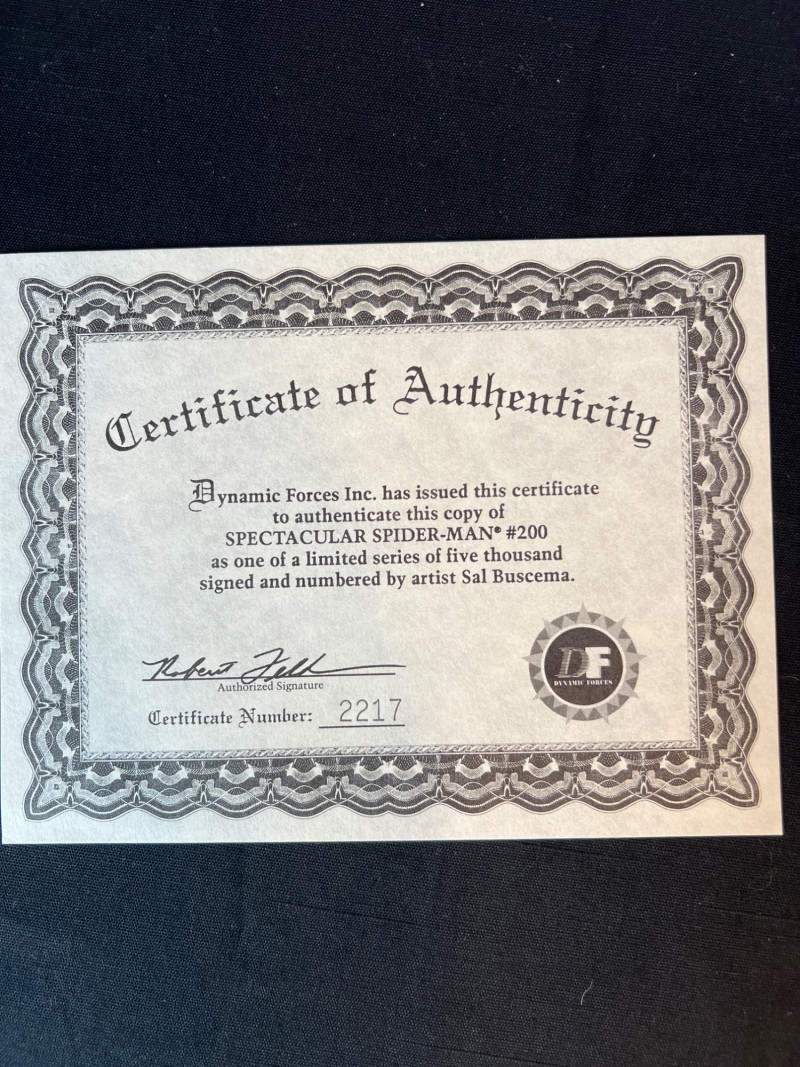 Certificate of Authenticity
Dynamic Forces Inc. has issued this certificate
to authenticate this copy of
SPECTACULAR SPIDER-MAN® #200
as one of a limited series of five thousand
signed and numbered by artist Sal Buscema.
Robert Felh
Authorized Signature
Certificate Number: 2217
DF
DYNAMIC FORCES